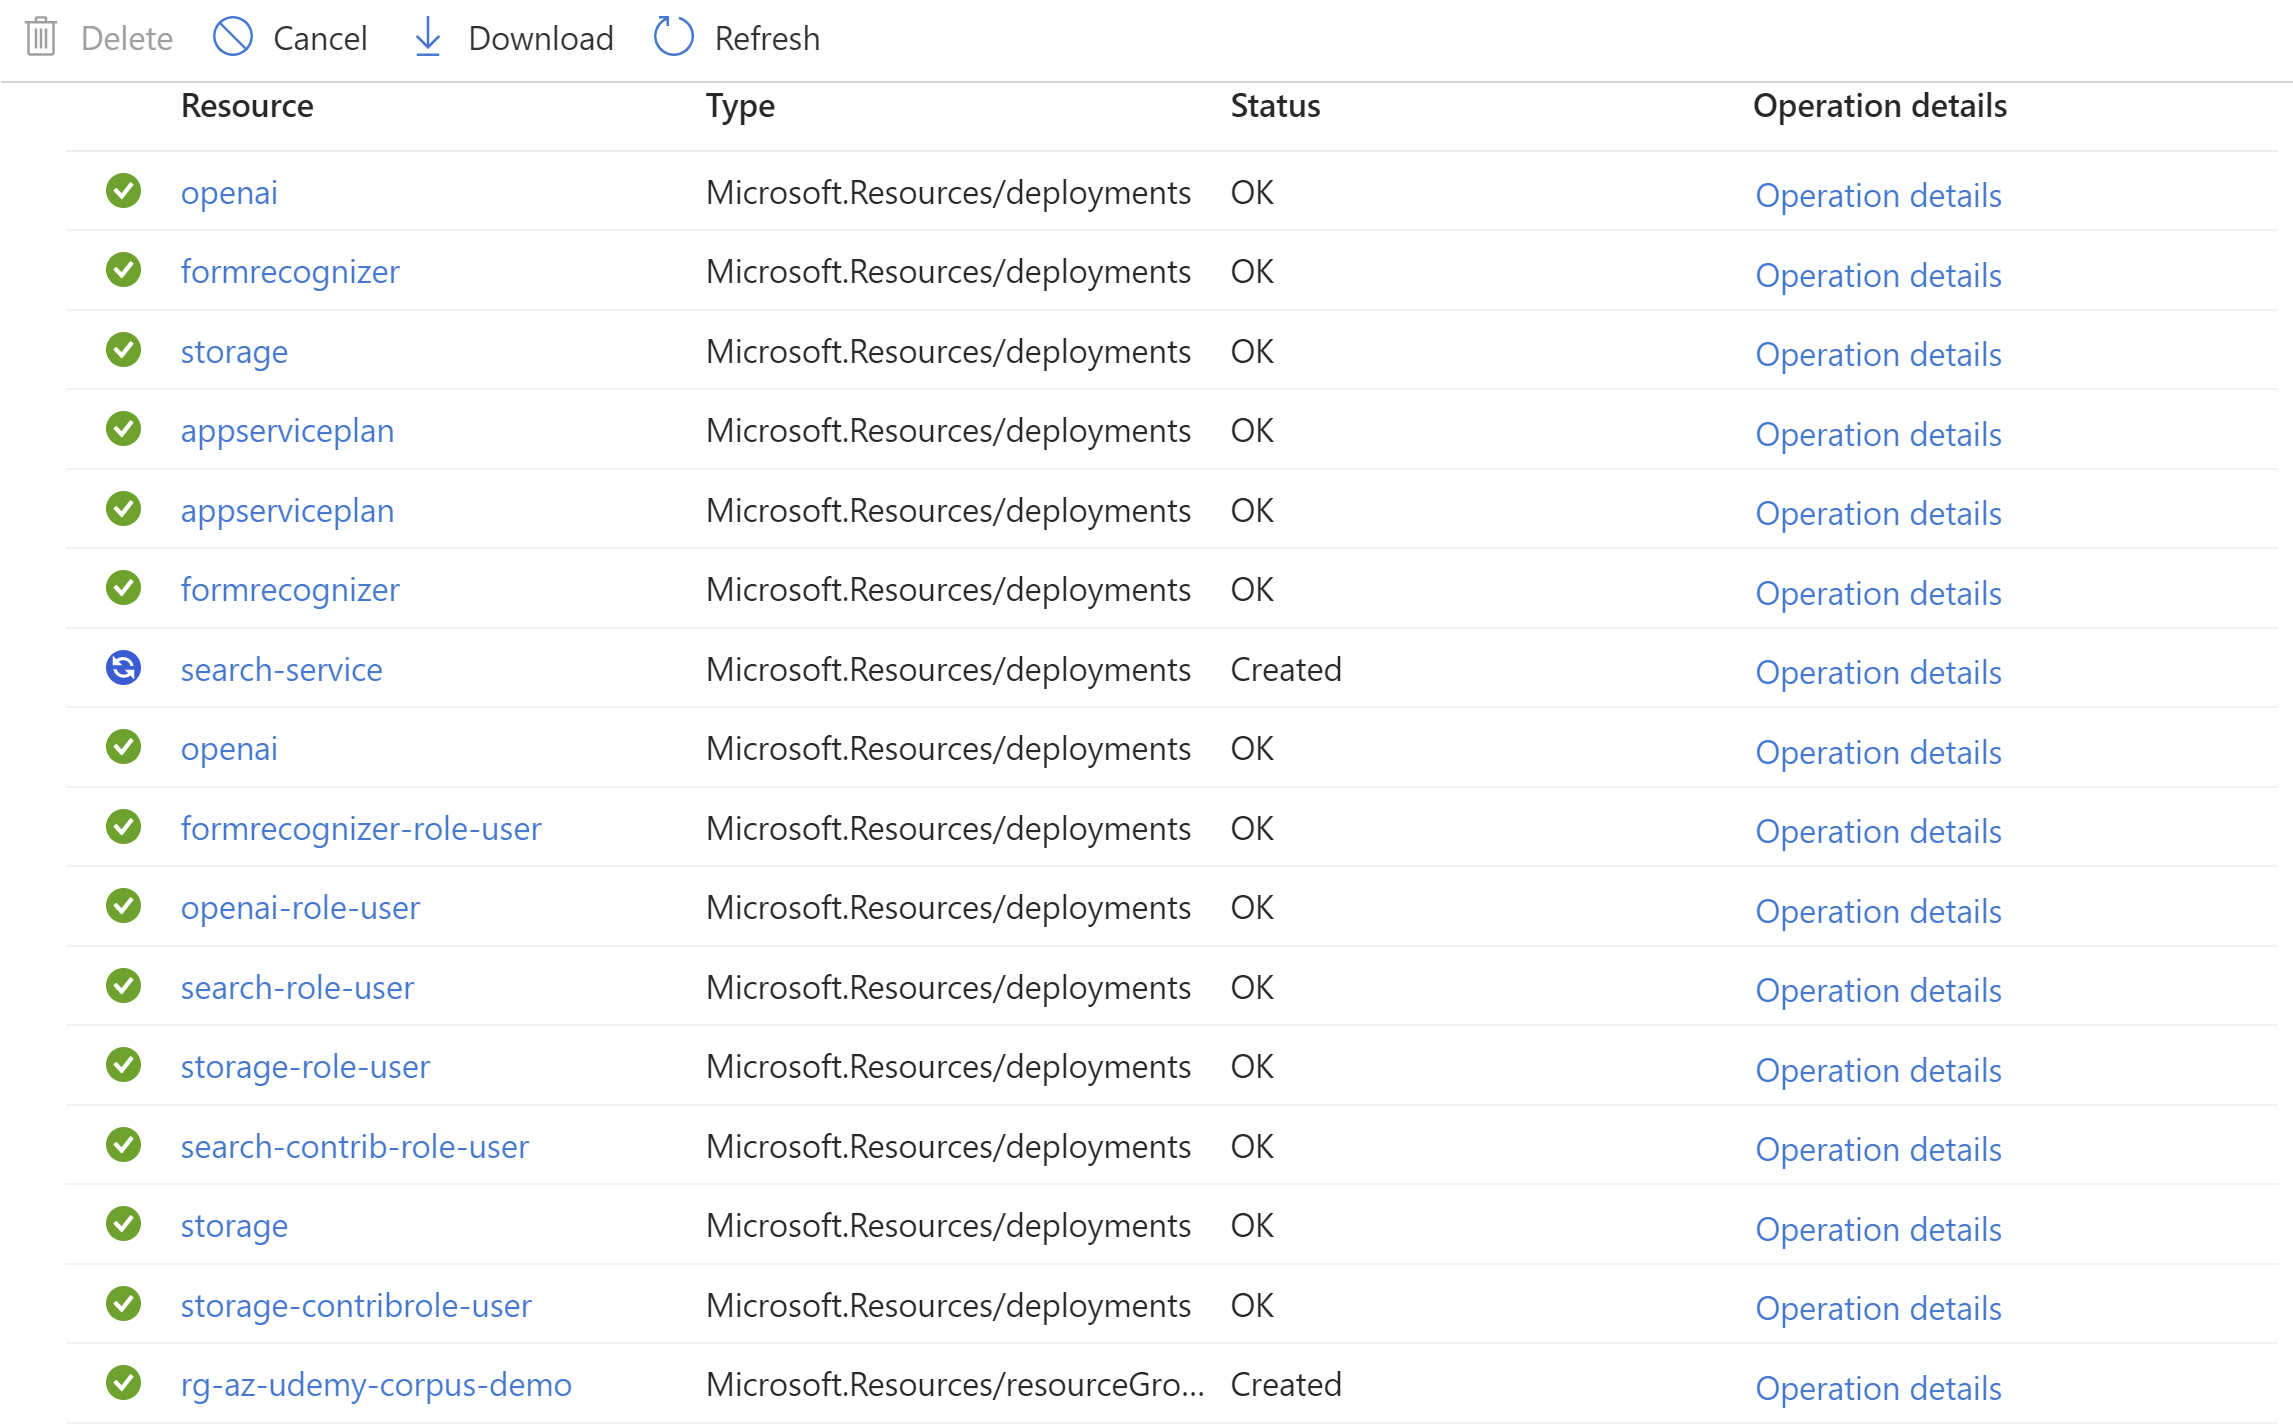 Delete Cancel Download Refresh
Resource Type Status Operation details
openai Microsoft.Resources/deployments OK Operation details
formrecognizer Microsoft.Resources/deployments OK Operation details
storage Microsoft.Resources/deployments OK Operation details
appserviceplan Microsoft.Resources/deployments OK Operation details
appserviceplan Microsoft.Resources/deployments OK Operation details
formrecognizer Microsoft.Resources/deployments OK Operation details
search-service Microsoft.Resources/deployments Created Operation details
openai Microsoft.Resources/deployments OK Operation details
formrecognizer-role-user Microsoft.Resources/deployments OK Operation details
openai-role-user Microsoft.Resources/deployments OK Operation details
search-role-user Microsoft.Resources/deployments OK Operation details
storage-role-user Microsoft.Resources/deployments OK Operation details
search-contrib-role-user Microsoft.Resources/deployments OK Operation details
storage Microsoft.Resources/deployments OK Operation details
storage-contribrole-user Microsoft.Resources/deployments OK Operation details
rg-az-udemy-corpus-demo Microsoft.Resources/resourceGro... Created Operation details